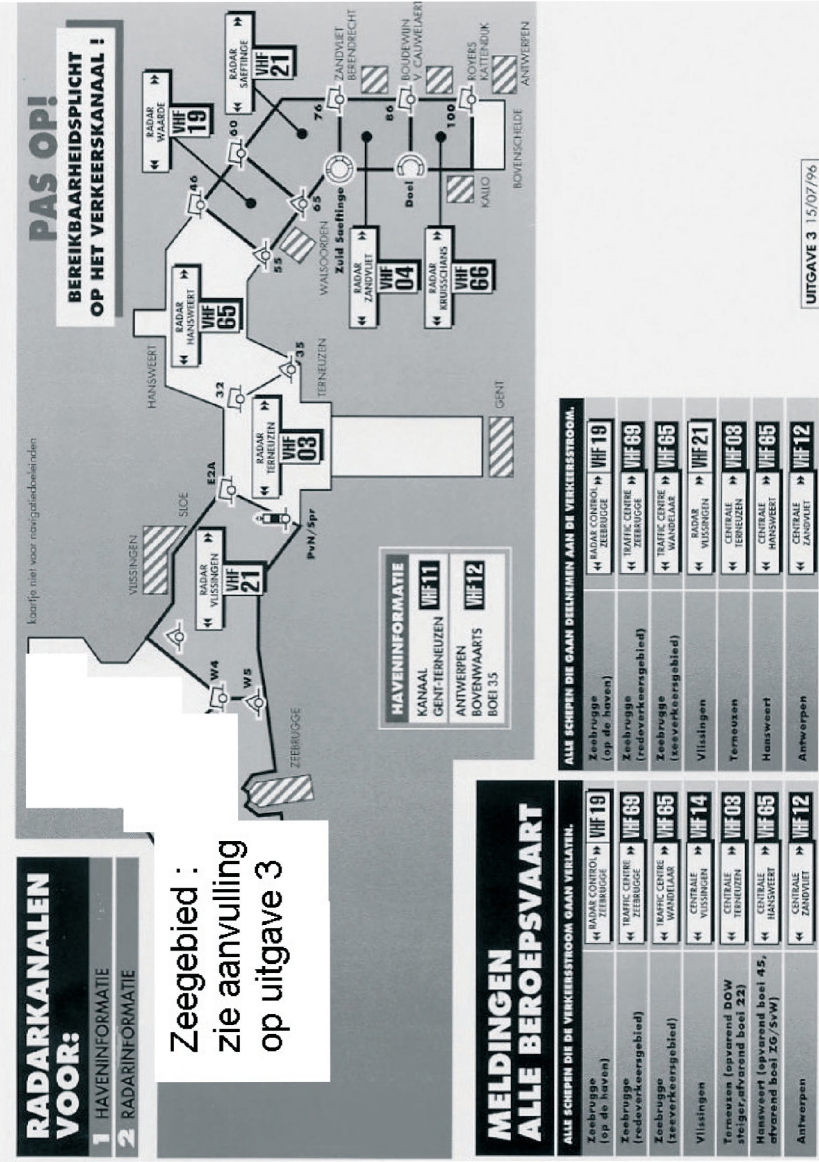 RADARKANALEN
VOOR:
1 HAVENINFORMATIE
2 RADARINFORMATIE
Zeegebied :
zie aanvulling
op uitgave 3
kaartje niet voor navigatiedoeleinden
PAS OP!
BEREIKBAARHEIDSPLICHT
OP HET VERKEERSKANAAL !
ZEEBRUGGE
W4
W5
VLISSINGEN
SLOE
RADAR
VLISSINGEN
VHF
21
E2A
PvN/Spr
RADAR
TERNEUZEN
VHF
03
32
35
TERNEUZEN
GENT
HANSWEERT
RADAR
HANSWEERT
VHF
65
46
55
WALSOORDEN
RADAR
WAARDE
VHF
19
60
65
RADAR
SAEFTINGE
VHF
21
Zuid Saeftinge
76
ZANDVLIET
BERENDRECHT
RADAR
ZANDVLIET
VHF
04
Doel
86
BOUDEWIJN
V. CAUWELAERT
RADAR
KRUISSCHANS
VHF
66
KALLO
100
ROYERS
KATTENDIJK
ANTWERPEN
BOVENSCHELDE
HAVENINFORMATIE
KANAAL
GENT-TERNEUZEN VHF 11
ANTWERPEN
BOVENWAARTS
BOEI 35 VHF 12
MELDINGEN
ALLE BEROEPSVAART
ALLE SCHEPEN DIE DE VERKEERSSTROOM GAAN VERLATEN.
Zeebrugge
(op de haven)
RADAR CONTROL
ZEEBRUGGE VHF 19
Zeebrugge
(redeverkeersgebied)
TRAFFIC CENTRE
ZEEBRUGGE VHF 69
Zeebrugge
(zeeverkeersgebied)
TRAFFIC CENTRE
WANDELAAR VHF 65
Vlissingen
CENTRALE
VLISSINGEN VHF 14
Terneuzen (opvarend DOW
steiger, afvarend boei 22)
CENTRALE
TERNEUZEN VHF 03
Hansweert (opvarend boei 45,
afvarend boei ZG/SvW)
CENTRALE
HANSWEERT VHF 65
Antwerpen
CENTRALE
ZANDVLIET VHF 12
ALLE SCHEPEN DIE GAAN DEELNEMEN AAN DE VERKEERSSTROOM.
Zeebrugge
(op de haven)
RADAR CONTROL
ZEEBRUGGE VHF 19
Zeebrugge
(redeverkeersgebied)
TRAFFIC CENTRE
ZEEBRUGGE VHF 69
Zeebrugge
(zeeverkeersgebied)
TRAFFIC CENTRE
WANDELAAR VHF 65
Vlissingen
RADAR
VLISSINGEN VHF 21
Terneuzen
CENTRALE
TERNEUZEN VHF 03
Hansweert
CENTRALE
HANSWEERT VHF 65
Antwerpen
CENTRALE
ZANDVLIET VHF 12
UITGAVE 3 15/07/96